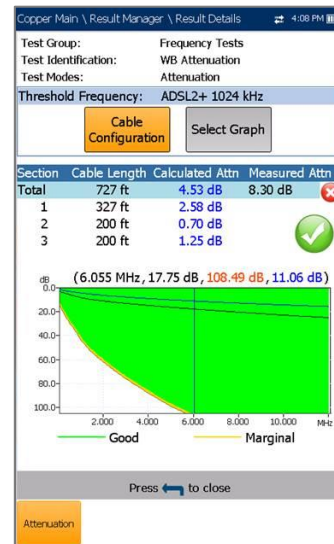 Copper Main \ Result Manager \ Result Details 4:08 PM
Test Group: Frequency Tests
Test Identification: WB Attenuation
Test Modes: Attenuation
Threshold Frequency: ADSL2+ 1024 kHz
Cable Configuration Select Graph
Section Cable Length Calculated Attn Measured Attn
Total 727 ft 4.53 dB 8.30 dB
1 327 ft 2.58 dB
2 200 ft 0.70 dB
3 200 ft 1.25 dB
dB (6.055 MHz, 17.75 dB, 108.49 dB, 11.06 dB)
0.0
20.0
40.0
60.0
80.0
100.0
2.000 4.000 6.000 8.000 10.000 MHz
Good Marginal
Press to close
Attenuation